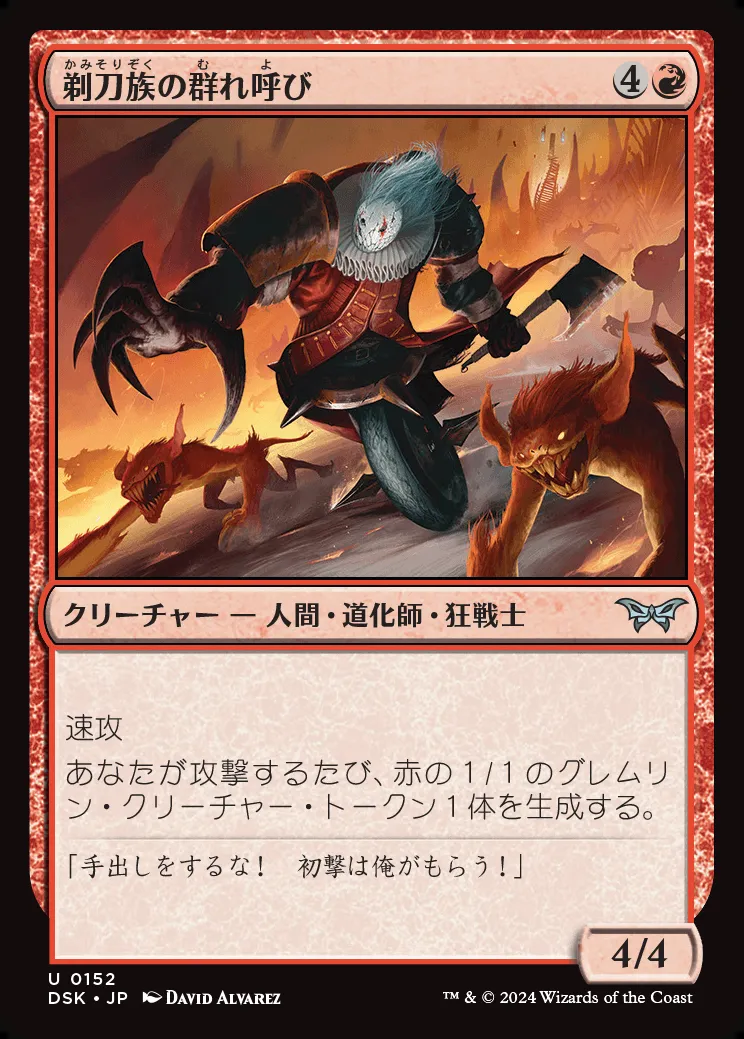 かみそりぞく む よ
剃刀族の群れ呼び 4
クリーチャー — 人間・道化師・狂戦士
速攻
あなたが攻撃するたび、赤の１/１のグレムリ
ン・クリーチャー・トークン１体を生成する。
「手出しをするな！　初撃は俺がもらう！」
4/4
U 0152
DSK • JP DAVID ALVAREZ
™ & © 2024 Wizards of the Coast